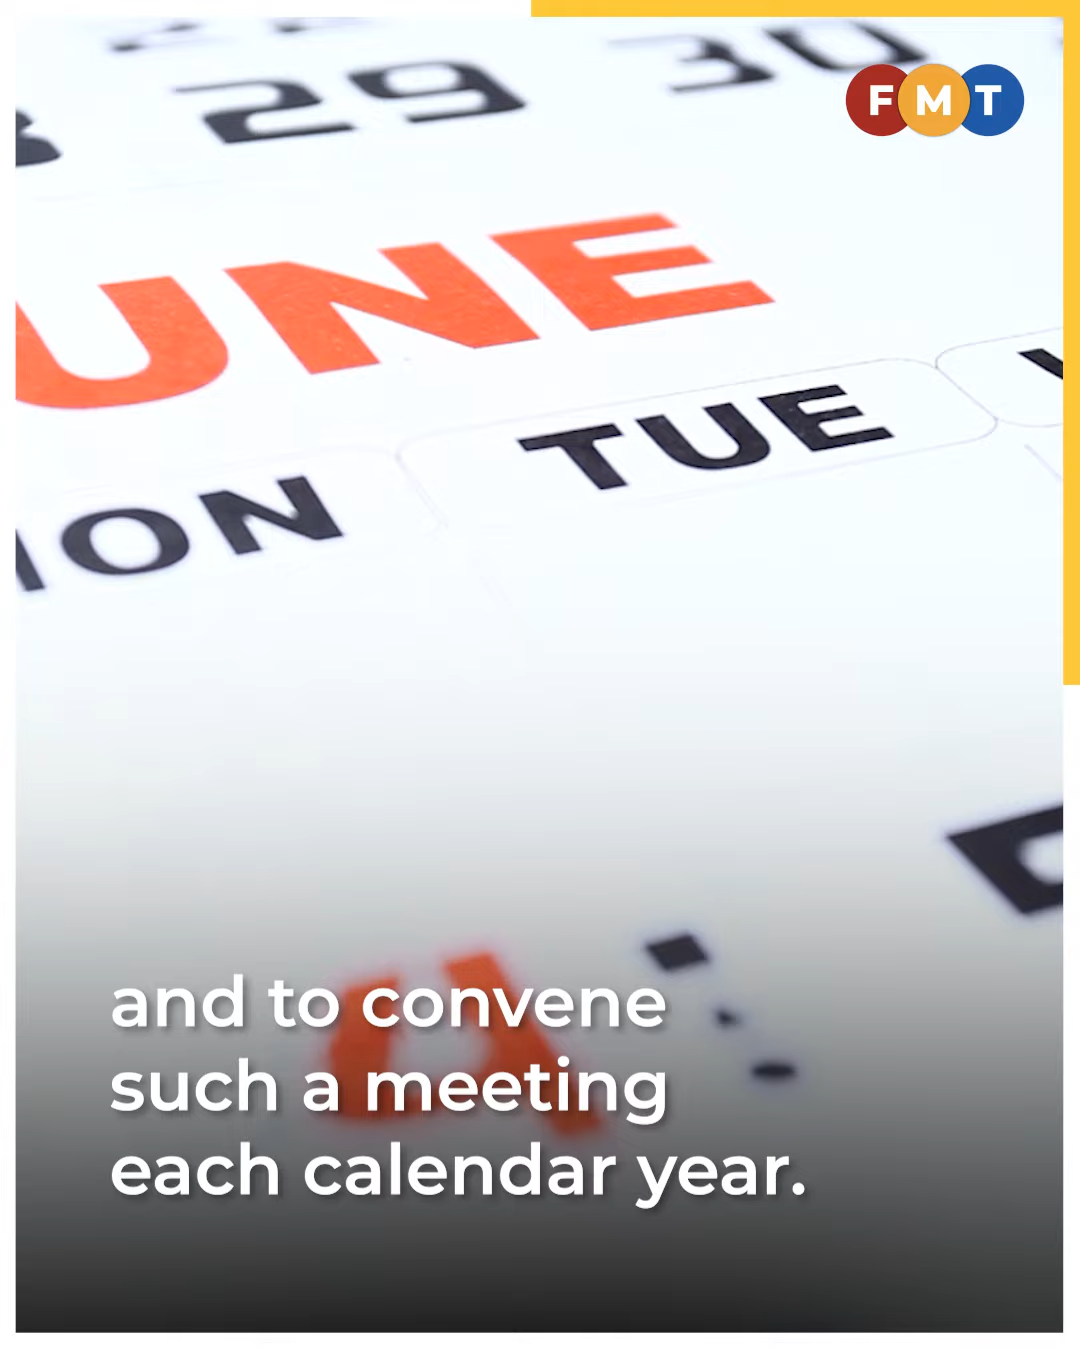 29 30
FMT
UNE
ON TUE
and to convene
such a meeting
each calendar year.